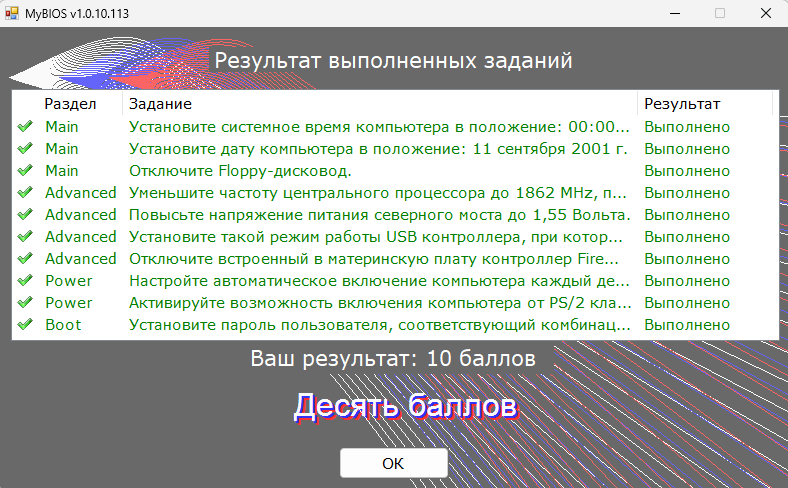 MyBIOS v1.0.10.113
Результат выполненных заданий
Раздел Задание Результат
Main Установите системное время компьютера в положение: 00:00... Выполнено
Main Установите дату компьютера в положение: 11 сентября 2001 г. Выполнено
Main Отключите Floppy-дисковод. Выполнено
Advanced Уменьшите частоту центрального процессора до 1862 MHz, п... Выполнено
Advanced Повысьте напряжение питания северного моста до 1,55 Вольта. Выполнено
Advanced Установите такой режим работы USB контроллера, при котор... Выполнено
Advanced Отключите встроенный в материнскую плату контроллер Fire... Выполнено
Power Настройте автоматическое включение компьютера каждый де... Выполнено
Power Активируйте возможность включения компьютера от PS/2 кла... Выполнено
Boot Установите пароль пользователя, соответствующий комбинац... Выполнено
Ваш результат: 10 баллов
Десять баллов
OK